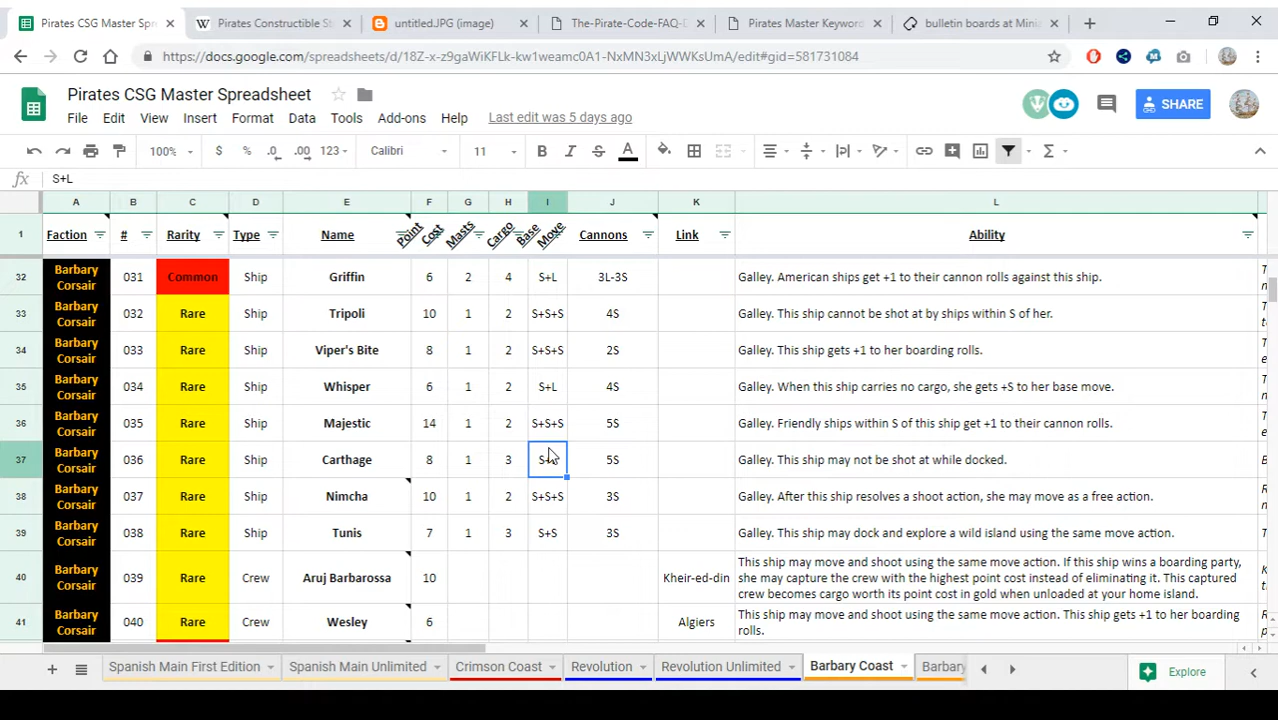 Pirates CSG Master Spr
Pirates Constructible St
untitled.JPG (image)
The-Pirate-Code-FAQ-
Pirates Master Keyword
bulletin boards at Minia
https://docs.google.com/spreadsheets/d/18Z-x-z9gaWiKFLk-kw1weamc0A1-NxMN3xLjWWKsUmA/edit#gid=581731084
Pirates CSG Master Spreadsheet
SHARE
File Edit View Insert Format Data Tools Add-ons Help Last edit was 5 days ago
100% $ % .0 .00 123 Calibri 11 B I S A
fx S+L
A B C D E F G H I J K L
1 Faction # Rarity Type Name Point Cost Masts Cargo Base Move Cannons Link Ability
32 Barbary Corsair 031 Common Ship Griffin 6 2 4 S+L 3L-3S Galley. American ships get +1 to their cannon rolls against this ship.
33 Barbary Corsair 032 Rare Ship Tripoli 10 1 2 S+S+S 4S Galley. This ship cannot be shot at by ships within S of her.
34 Barbary Corsair 033 Rare Ship Viper's Bite 8 1 2 S+S+S 2S Galley. This ship gets +1 to her boarding rolls.
35 Barbary Corsair 034 Rare Ship Whisper 6 1 2 S+L 4S Galley. When this ship carries no cargo, she gets +S to her base move.
36 Barbary Corsair 035 Rare Ship Majestic 14 1 2 S+S+S 5S Galley. Friendly ships within S of this ship get +1 to their cannon rolls.
37 Barbary Corsair 036 Rare Ship Carthage 8 1 3 5S Galley. This ship may not be shot at while docked.
38 Barbary Corsair 037 Rare Ship Nimcha 10 1 2 S+S+S 3S Galley. After this ship resolves a shoot action, she may move as a free action.
39 Barbary Corsair 038 Rare Ship Tunis 7 1 3 S+S 3S Galley. This ship may dock and explore a wild island using the same move action.
40 Barbary Corsair 039 Rare Crew Aruj Barbarossa 10 Kheir-ed-din This ship may move and shoot using the same move action. If this ship wins a boarding party,
she may capture the crew with the highest point cost instead of eliminating it. This captured
crew becomes cargo worth its point cost in gold when unloaded at your home island.
41 Barbary Corsair 040 Rare Crew Wesley 6 Algiers This ship may move and shoot using the same move action. This ship gets +1 to her boarding
rolls.
Spanish Main First Edition Spanish Main Unlimited Crimson Coast Revolution Revolution Unlimited Barbary Coast Barbary Explore